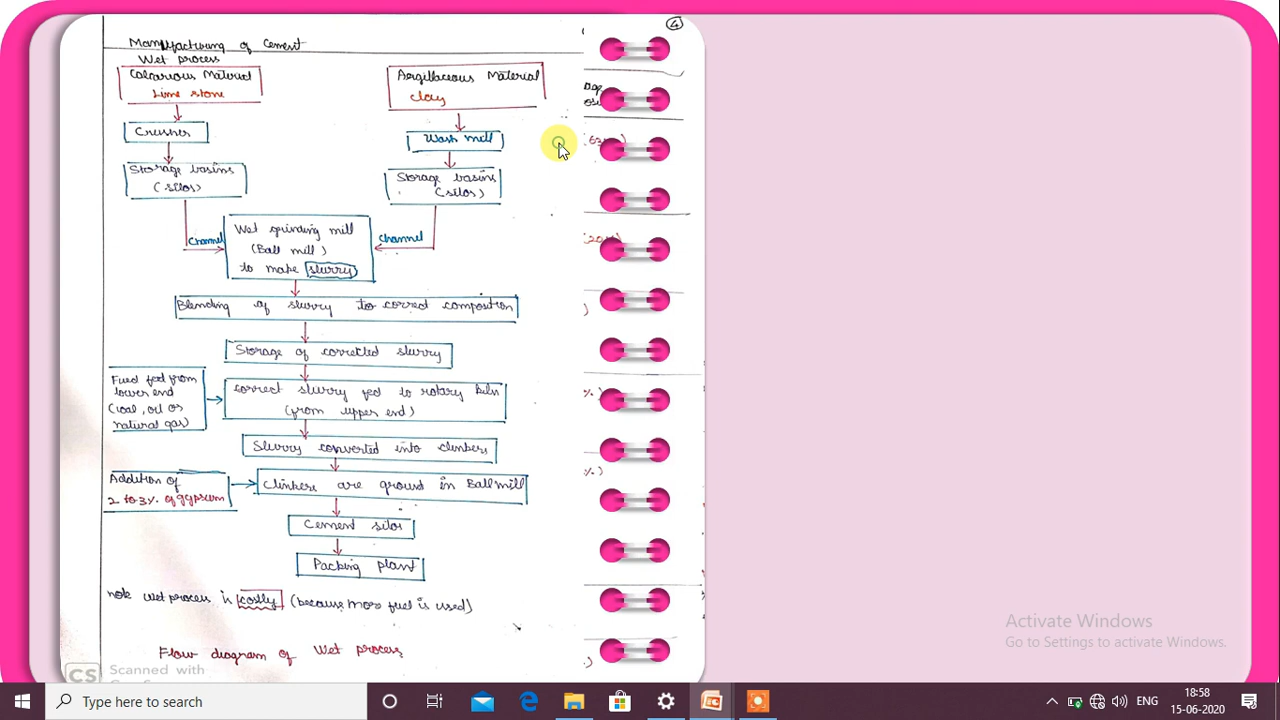 4
Manufacturing of Cement
Wet process
Calcarious Material
Lime stone
Argillaceous Material
clay
Crusher
Wash mill
Storage basins
(silos)
Storage basins
(silos)
Channel
Wet grinding mill
(Ball mill)
to make slurry
Channel
Blending of slurry to correct composition
Storage of corrected slurry
Fuel fed from
lower end
(coal, oil or
natural gas)
correct slurry fed to rotary kiln
(from upper end)
Slurry converted into clinkers
Addition of
2 to 3% of gypsum
Clinkers are ground in Ball mill
Cement silos
Packing plant
note wet process is costly (because more fuel is used)
Flow diagram of Wet process
CS Scanned with
Activate Windows
Go to Settings to activate Windows.
Type here to search
ENG
18:58
15-06-2020